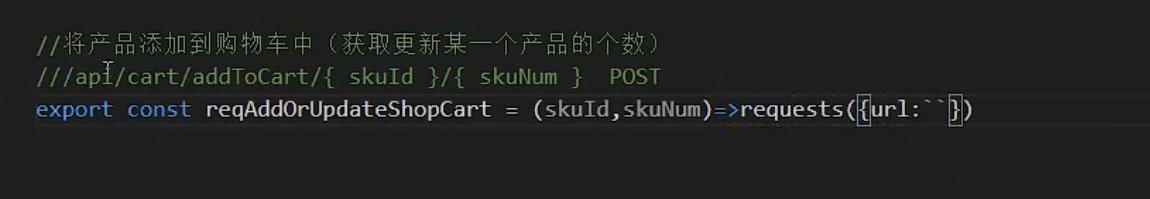 //将产品添加到购物车中（获取更新某一个产品的个数）
///api/cart/addToCart/{ skuId }/{ skuNum }  POST
export const reqAddOrUpdateShopCart = (skuId,skuNum)=>requests({url:``})